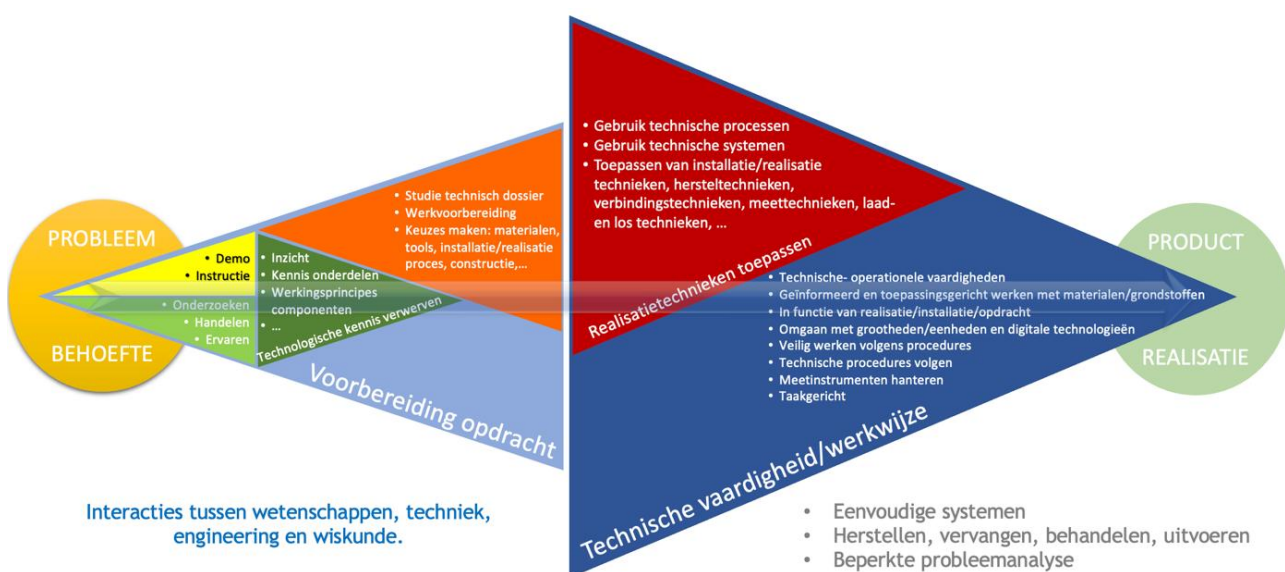 PROBLEEM
BEHOEFTE
• Demo
• Instructie
• Onderzoeken
• Handelen
• Ervaren
• Inzicht
• Kennis onderdelen
• Werkingsprincipes
componenten
• ...
Technologische kennis verwerven
• Studie technisch dossier
• Werkvoorbereiding
• Keuzes maken: materialen,
tools, installatie/realisatie
proces, constructie,...
Voorbereiding opdracht
• Gebruik technische processen
• Gebruik technische systemen
• Toepassen van installatie/realisatie
technieken, hersteltechnieken,
verbindingstechnieken, meettechnieken, laad-
en los technieken, ...
Realisatietechnieken toepassen
• Technische- operationele vaardigheden
• Geïnformeerd en toepassingsgericht werken met materialen/grondstoffen
• In functie van realisatie/installatie/opdracht
• Omgaan met grootheden/eenheden en digitale technologieën
• Veilig werken volgens procedures
• Technische procedures volgen
• Meetinstrumenten hanteren
• Taakgericht
Technische vaardigheid/werkwijze
PRODUCT
REALISATIE
Interacties tussen wetenschappen, techniek,
engineering en wiskunde.
• Eenvoudige systemen
• Herstellen, vervangen, behandelen, uitvoeren
• Beperkte probleemanalyse